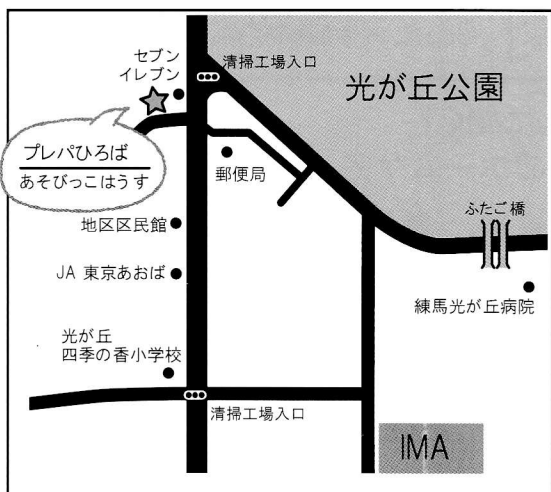 セブン
イレブン
清掃工場入口
光が丘公園
プレパひろば
あそびっこはうす
郵便局
ふたご橋
地区区民館
JA 東京あおば
練馬光が丘病院
光が丘
四季の香小学校
清掃工場入口
IMA